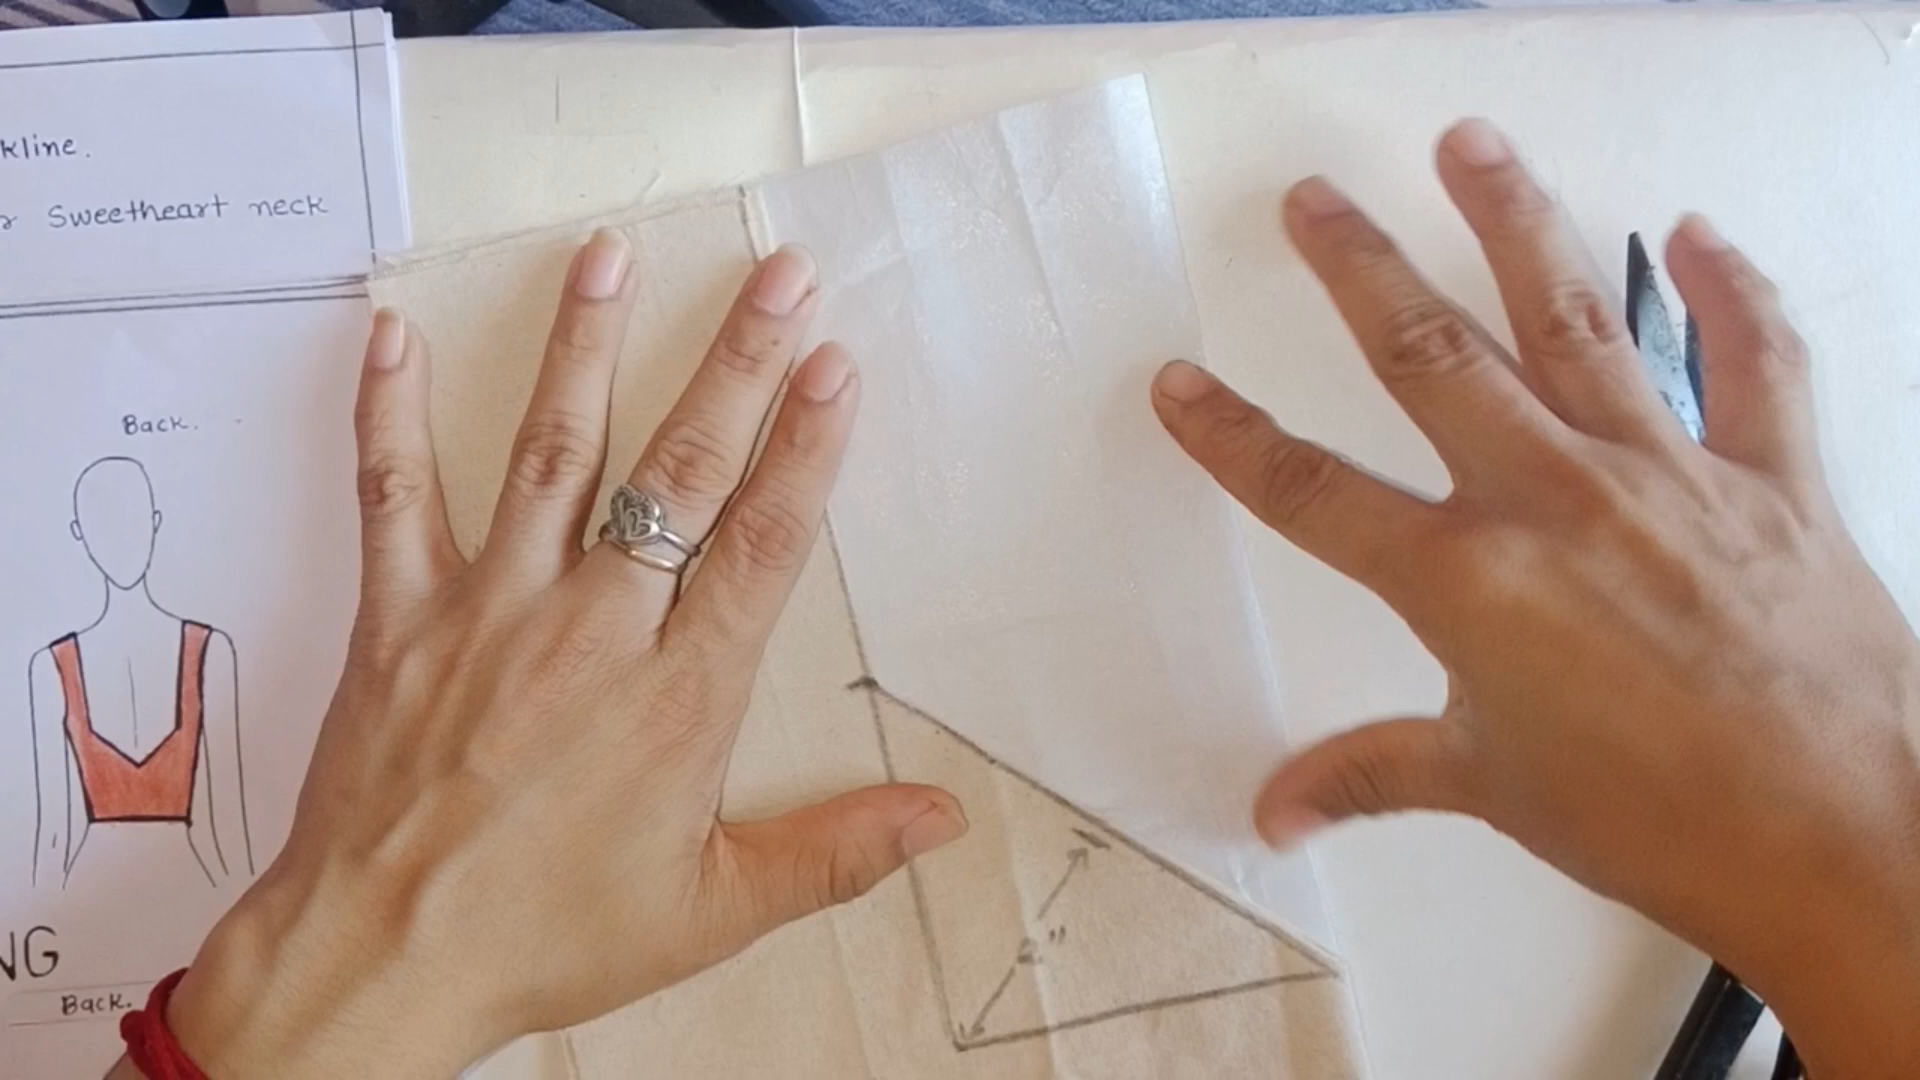 kline.
Sweetheart neck
Back.
NG
Back.
2"